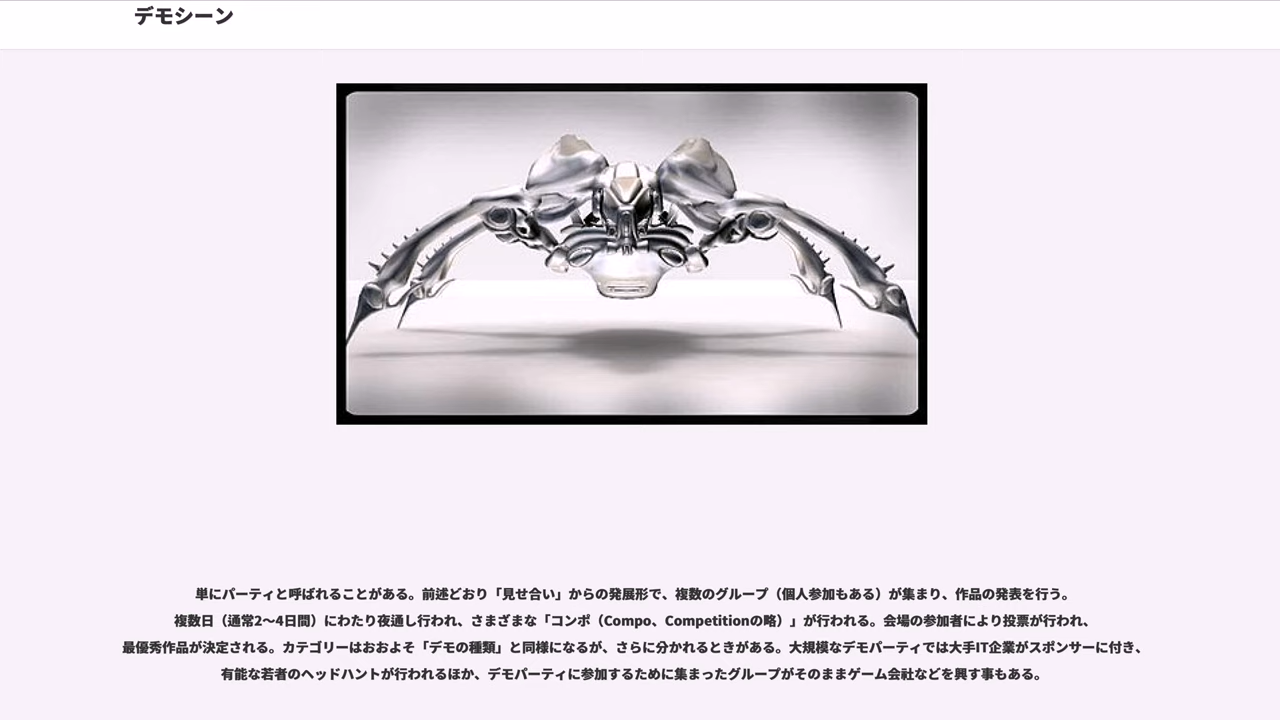 デモシーン
単にパーティと呼ばれることがある。前述どおり「見せ合い」からの発展形で、複数のグループ（個人参加もある）が集まり、作品の発表を行う。
複数日（通常2〜4日間）にわたり夜通し行われ、さまざまな「コンポ（Compo、Competitionの略）」が行われる。会場の参加者により投票が行われ、
最優秀作品が決定される。カテゴリーはおおよそ「デモの種類」と同様になるが、さらに分かれるときがある。大規模なデモパーティでは大手IT企業がスポンサーに付き、
有能な若者のヘッドハントが行われるほか、デモパーティに参加するために集まったグループがそのままゲーム会社などを興す事もある。